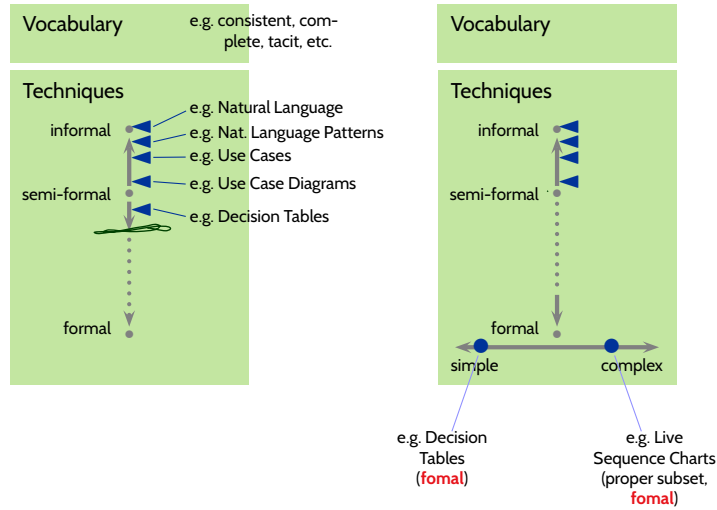 Vocabulary
e.g. consistent, com-
plete, tacit, etc.
Techniques
informal
e.g. Natural Language
e.g. Nat. Language Patterns
e.g. Use Cases
e.g. Use Case Diagrams
semi-formal
e.g. Decision Tables
formal
Vocabulary
Techniques
informal
semi-formal
formal
simple
complex
e.g. Decision
Tables
(fomal)
e.g. Live
Sequence Charts
(proper subset,
fomal)